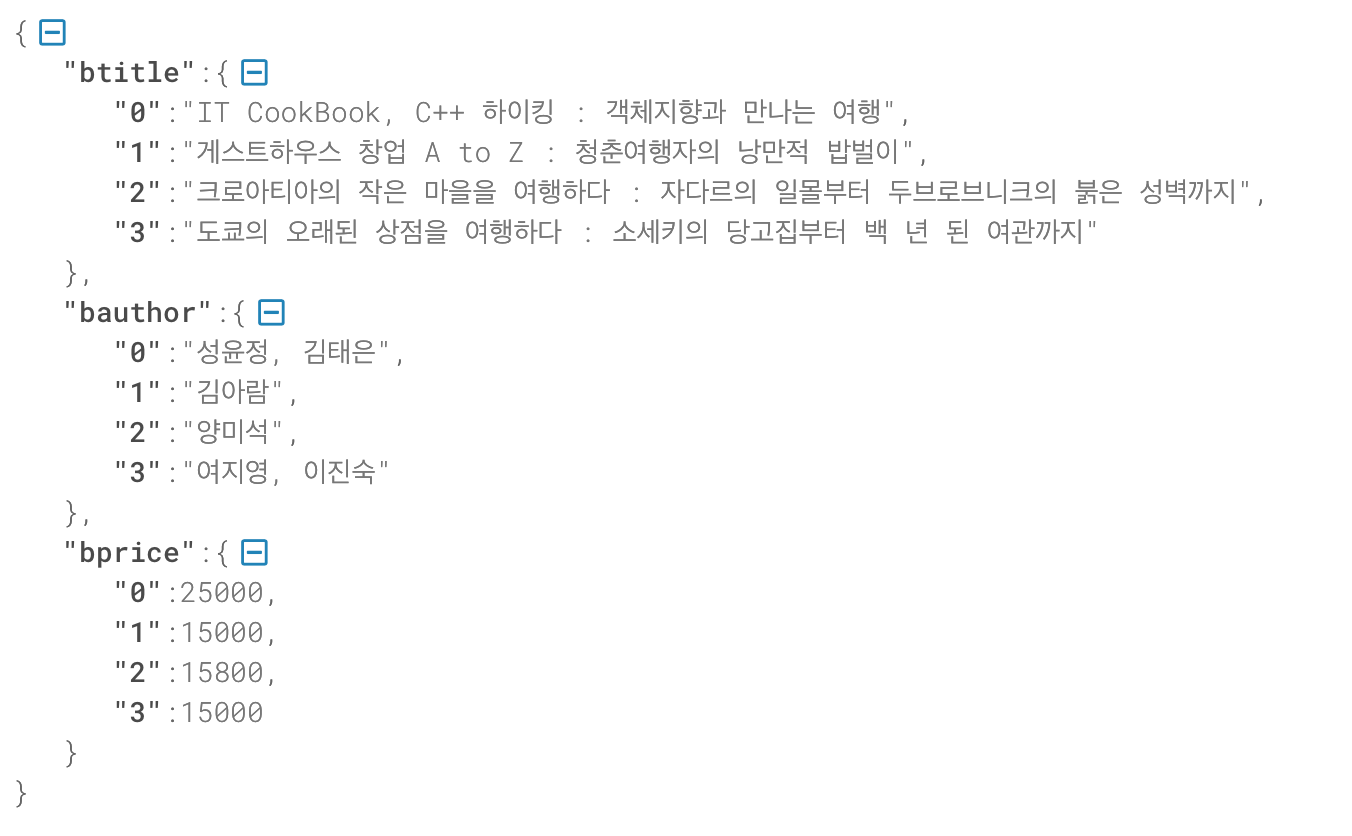 {
"btitle":{
"0":"IT CookBook, C++ 하이킹 : 객체지향과 만나는 여행",
"1":"게스트하우스 창업 A to Z : 청춘여행자의 낭만적 밥벌이",
"2":"크로아티아의 작은 마을을 여행하다 : 자다르의 일몰부터 두브로브니크의 붉은 성벽까지",
"3":"도쿄의 오래된 상점을 여행하다 : 소세키의 당고집부터 백 년 된 여관까지"
},
"bauthor":{
"0":"성윤정, 김태은",
"1":"김아람",
"2":"양미석",
"3":"여지영, 이진숙"
},
"bprice":{
"0":25000,
"1":15000,
"2":15800,
"3":15000
}
}